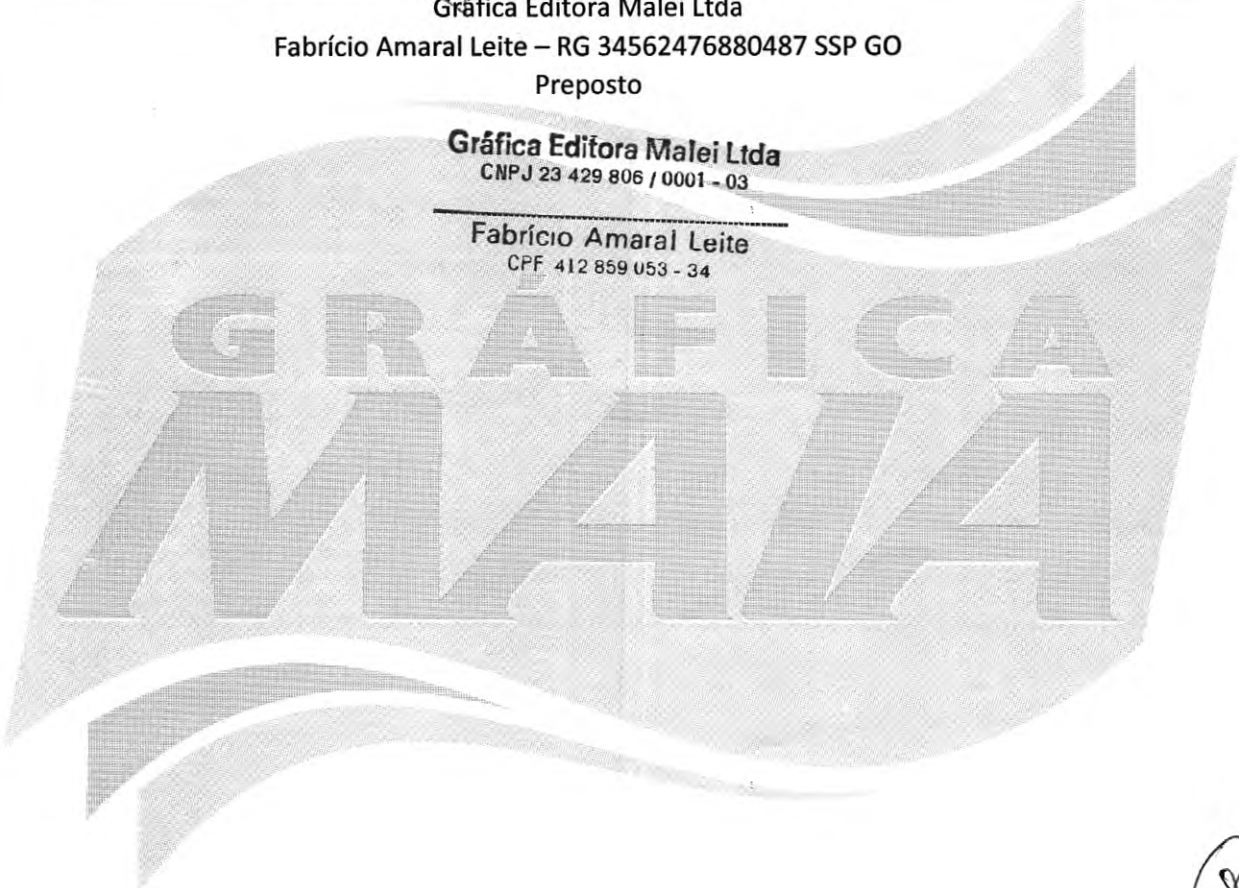 Gráfica Editora Malei Ltda
Fabrício Amaral Leite – RG 34562476880487 SSP GO
Preposto
Gráfica Editora Malei Ltda
CNPJ 23 429 806 / 0001 - 03
Fabrício Amaral Leite
CPF 412 859 053 - 34
GRÁFICA
MAIA